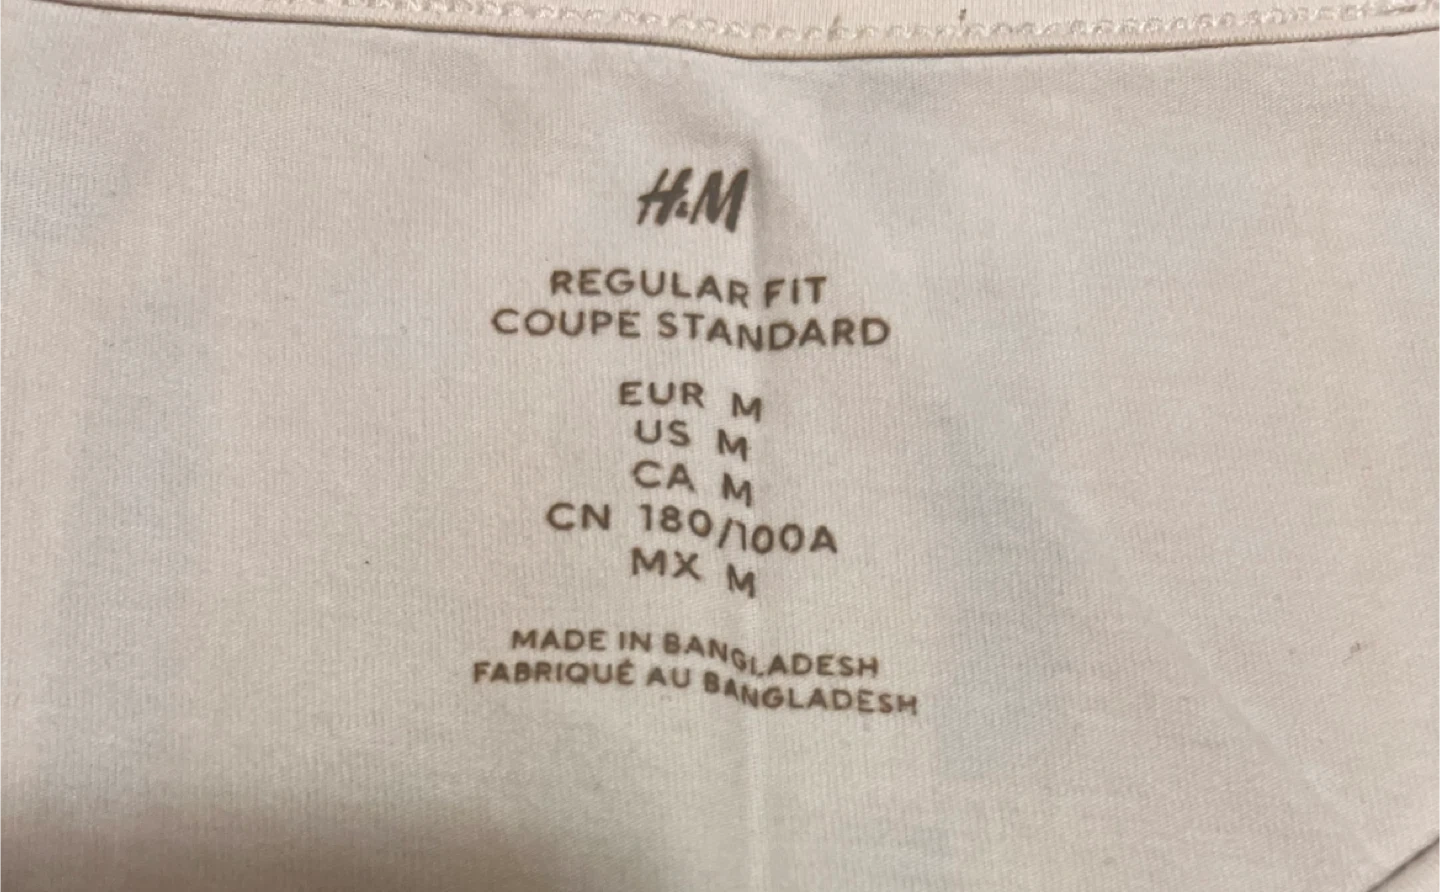 H&M
REGULAR FIT
COUPE STANDARD
EUR M
US M
CA M
CN 180/100A
MX M
MADE IN BANGLADESH
FABRIQUÉ AU BANGLADESH